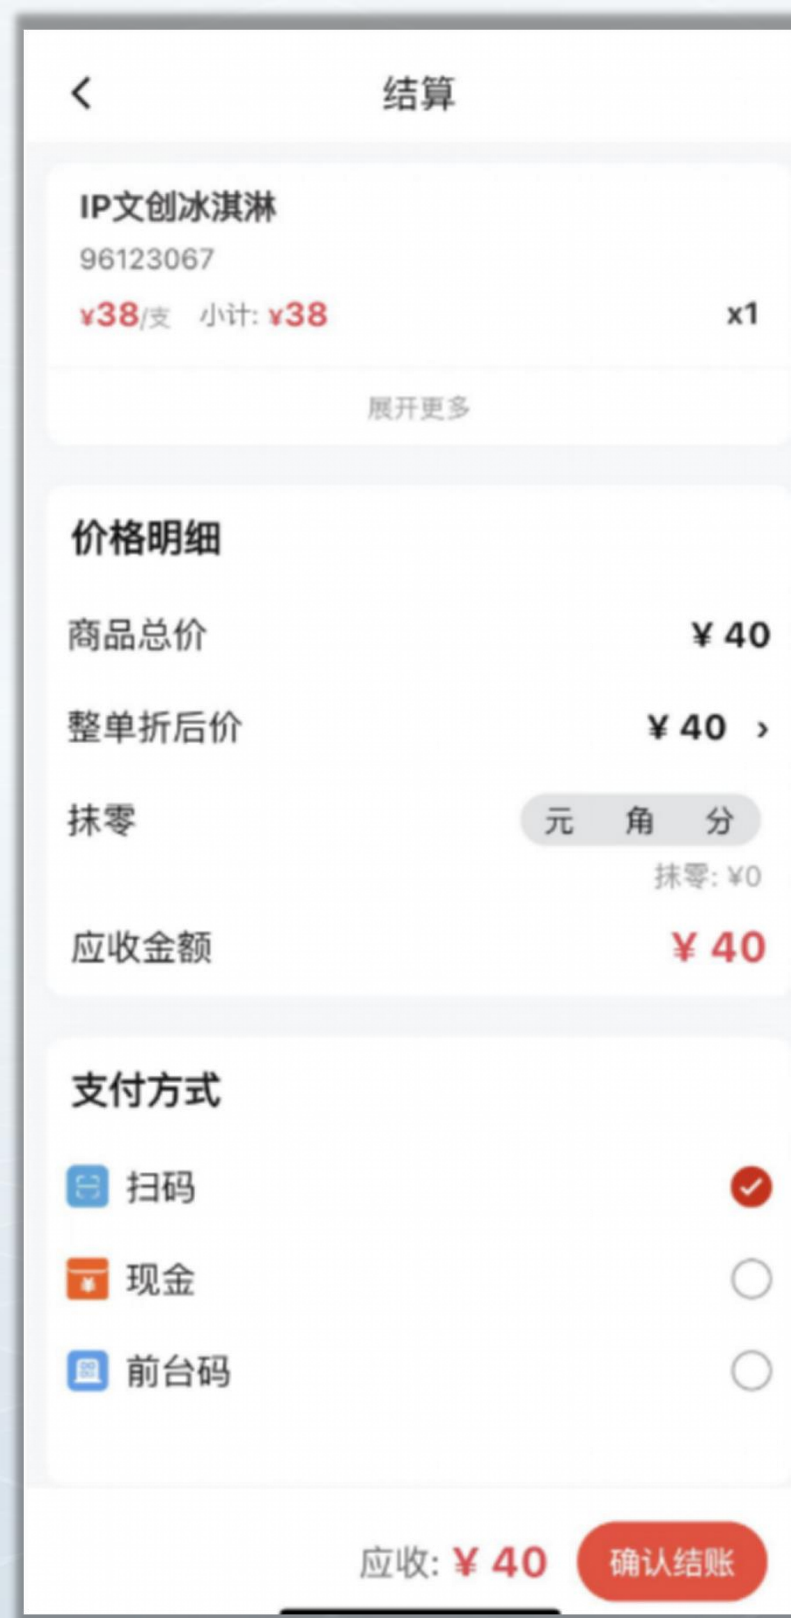 结算
IP文创冰淇淋
96123067
¥38/支 小计: ¥38 x1
展开更多
价格明细
商品总价 ¥ 40
整单折后价 ¥ 40 ›
抹零 元 角 分
抹零: ¥0
应收金额 ¥ 40
支付方式
扫码
现金
前台码
应收: ¥ 40 确认结账